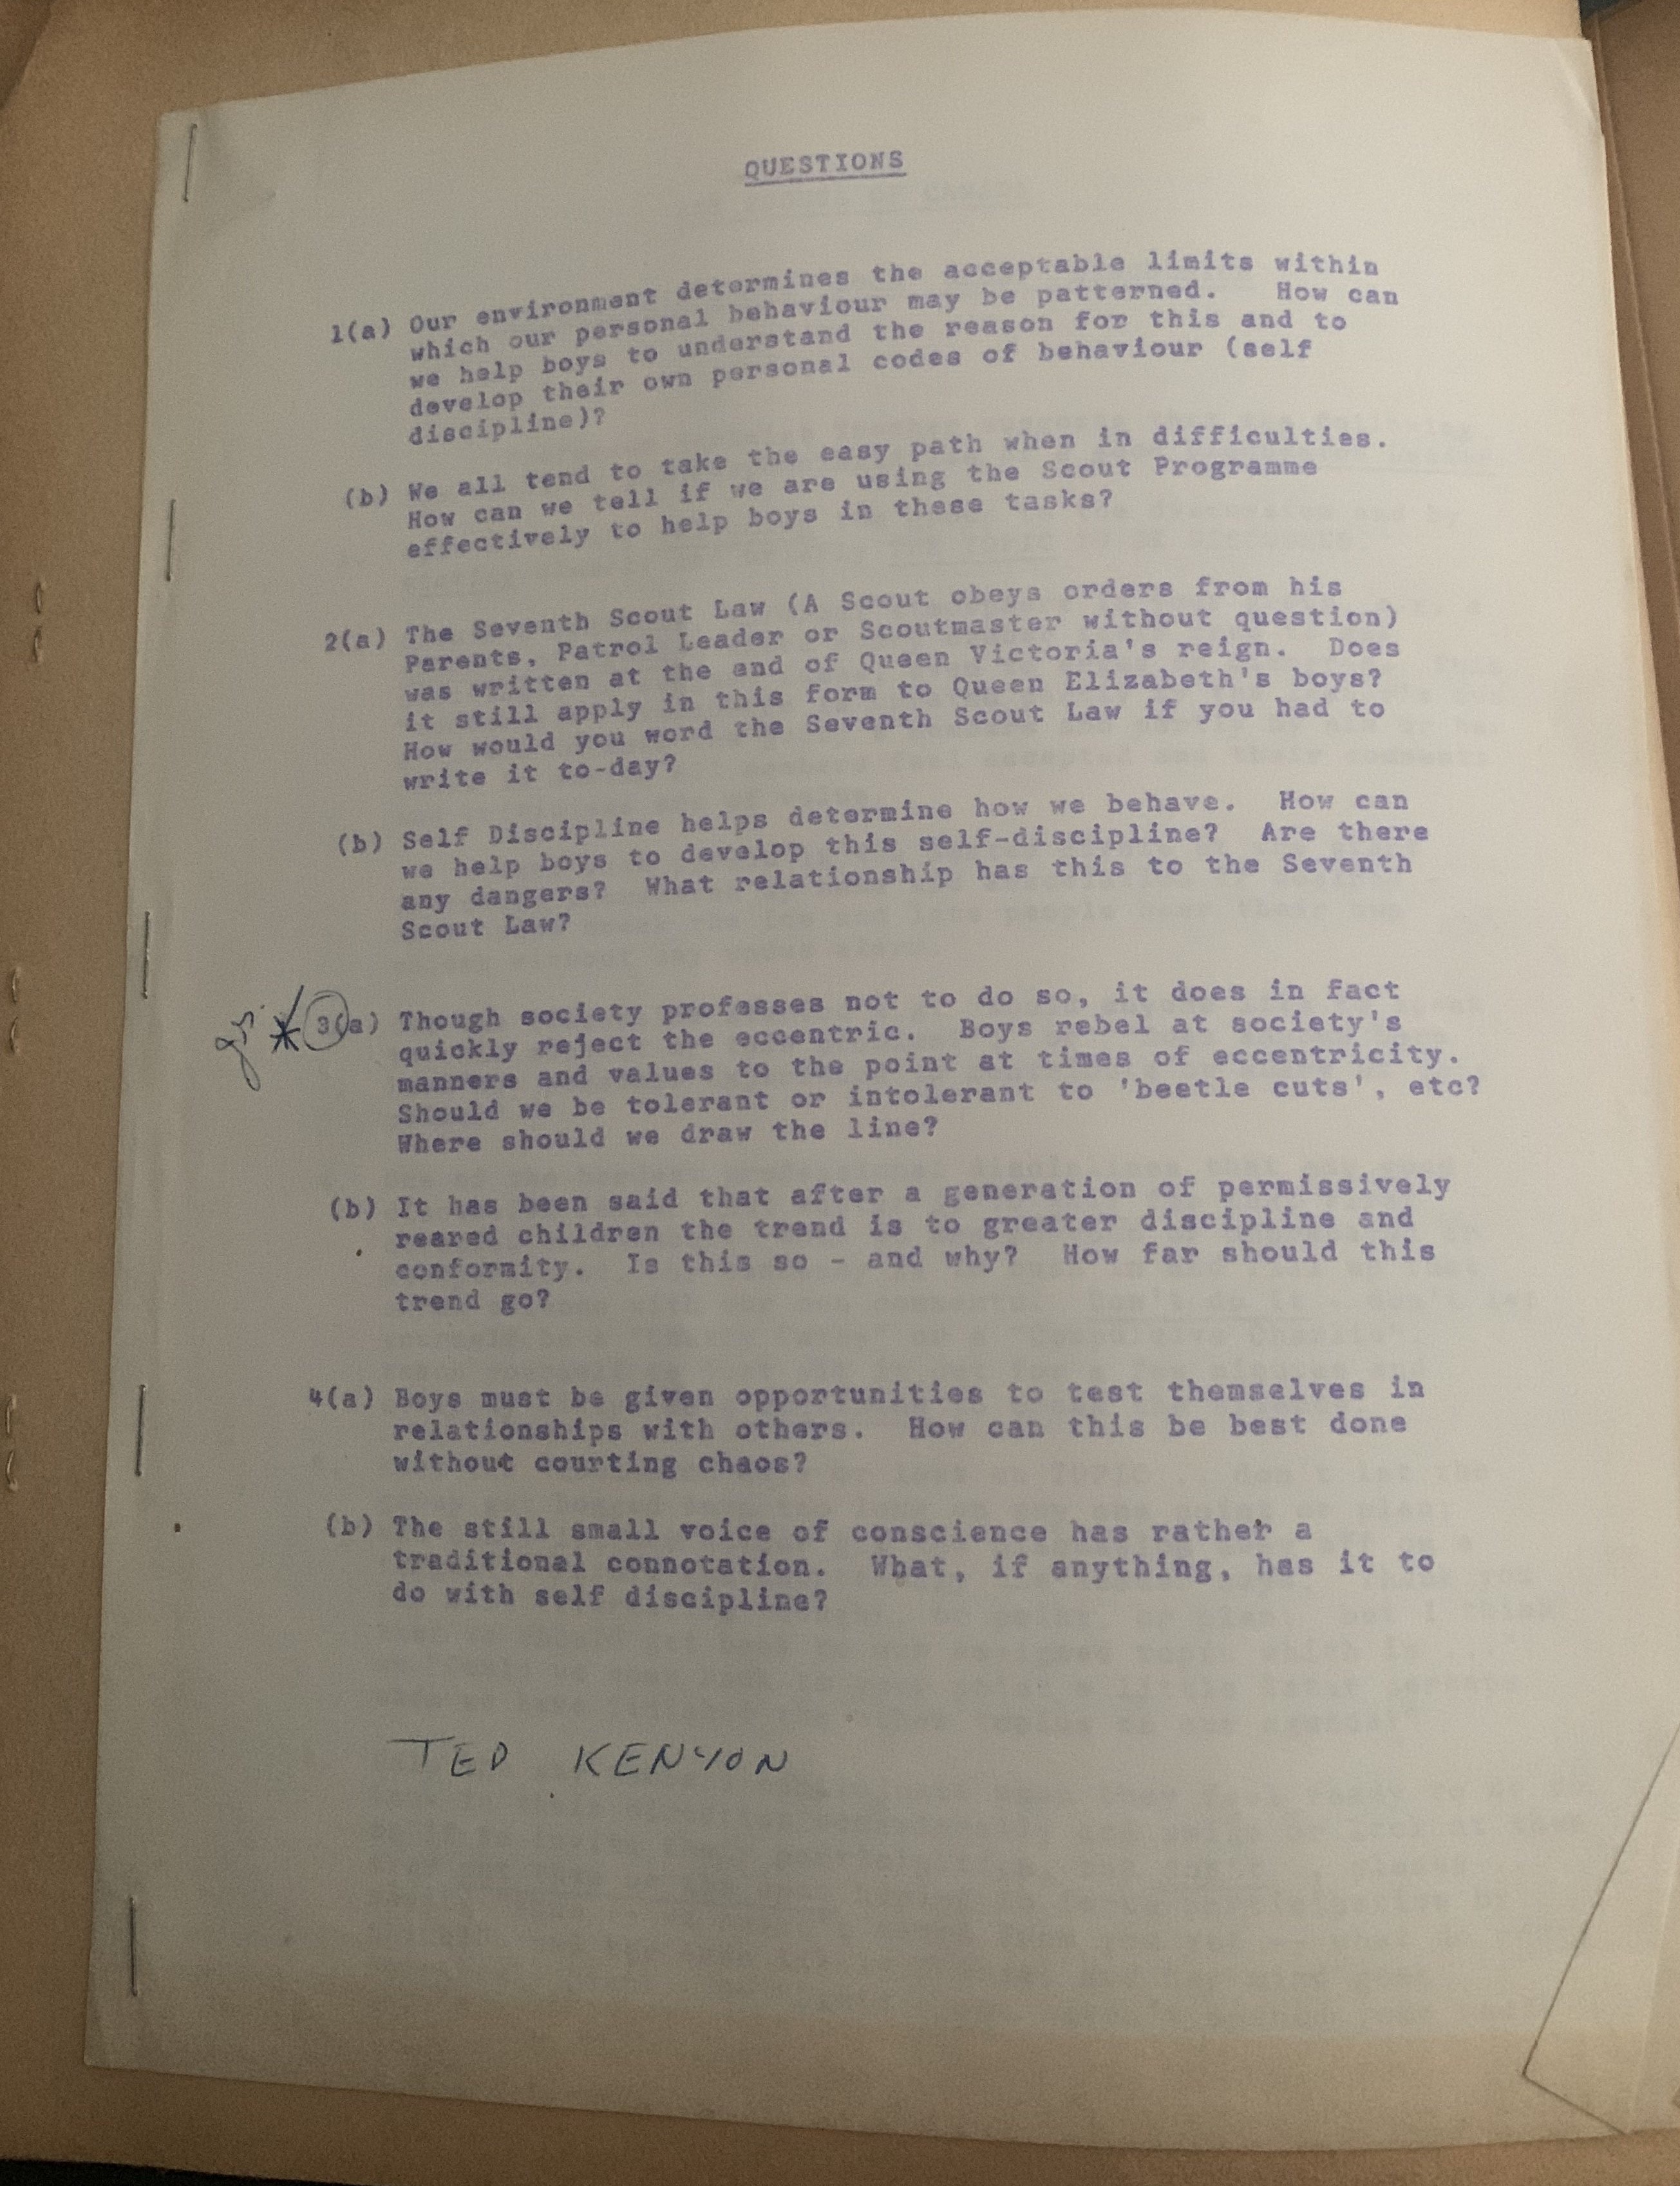 QUESTIONS
1(a) Our environment determines the acceptable limits within
which our personal behaviour may be patterned. How can
we help boys to understand the reason for this and to
develop their own personal codes of behaviour (self
discipline)?
(b) We all tend to take the easy path when in difficulties.
How can we tell if we are using the Scout Programme
effectively to help boys in these tasks?
2(a) The Seventh Scout Law (A Scout obeys orders from his
Parents, Patrol Leader or Scoutmaster without question)
was written at the end of Queen Victoria's reign. Does
it still apply in this form to Queen Elizabeth's boys?
How would you word the Seventh Scout Law if you had to
write it to-day?
(b) Self Discipline helps determine how we behave. How can
we help boys to develop this self-discipline? Are there
any dangers? What relationship has this to the Seventh
Scout Law?
* 3(a) Though society professes not to do so, it does in fact
quickly reject the eccentric. Boys rebel at society's
manners and values to the point at times of eccentricity.
Should we be tolerant or intolerant to 'beetle cuts', etc?
Where should we draw the line?
(b) It has been said that after a generation of permissively
reared children the trend is to greater discipline and
conformity. Is this so - and why? How far should this
trend go?
4(a) Boys must be given opportunities to test themselves in
relationships with others. How can this be best done
without courting chaos?
(b) The still small voice of conscience has rather a
traditional connotation. What, if anything, has it to
do with self discipline?
TED KENYON